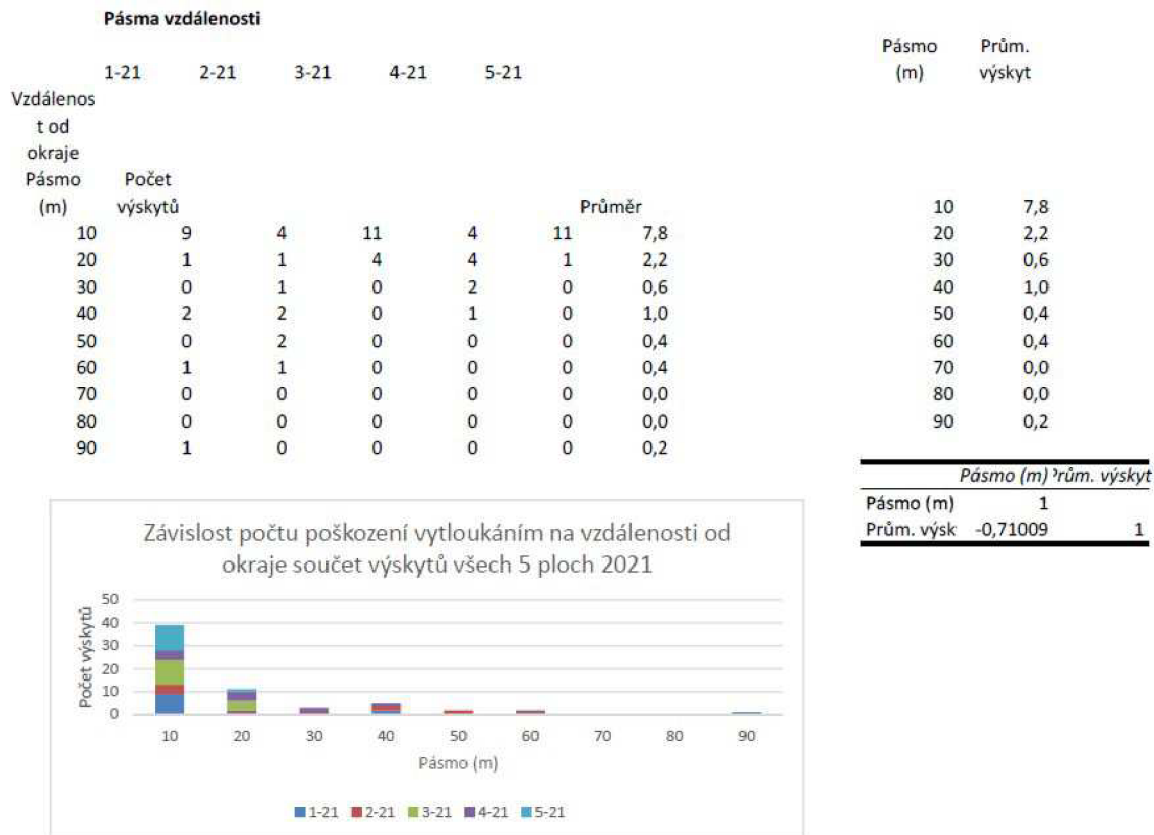 Pásma vzdálenosti
1-21 2-21 3-21 4-21 5-21
Vzdálenos
t od
okraje
Pásmo Počet
(m) výskytů Průměr
10 9 4 11 4 11 7,8
20 1 1 4 4 1 2,2
30 0 1 0 2 0 0,6
40 2 2 0 1 0 1,0
50 0 2 0 0 0 0,4
60 1 1 0 0 0 0,4
70 0 0 0 0 0 0,0
80 0 0 0 0 0 0,0
90 1 0 0 0 0 0,2
Pásmo Prům.
(m) výskyt
10 7,8
20 2,2
30 0,6
40 1,0
50 0,4
60 0,4
70 0,0
80 0,0
90 0,2
Pásmo (m) rům. výskyt
Pásmo (m) 1
Prům. výsk -0,71009 1
Závislost počtu poškození vytloukáním na vzdálenosti od
okraje součet výskytů všech 5 ploch 2021
Počet výskytů
50
40
30
20
10
0
10 20 30 40 50 60 70 80 90
Pásmo (m)
1-21 2-21 3-21 4-21 5-21